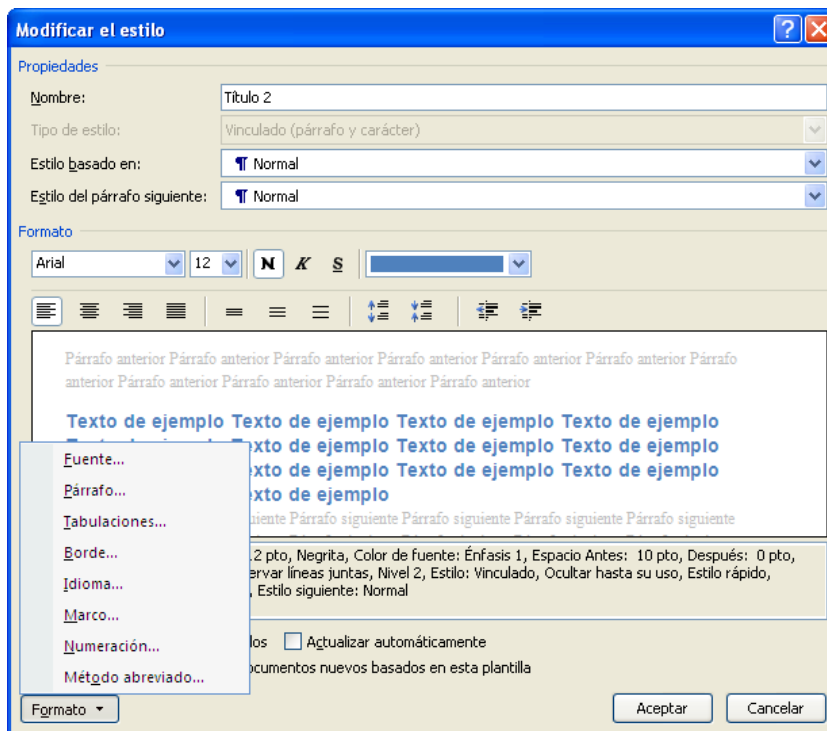 Modificar el estilo
Propiedades
Nombre: Título 2
Tipo de estilo: Vinculado (párrafo y carácter)
Estilo basado en: ¶ Normal
Estilo del párrafo siguiente: ¶ Normal
Formato
Arial 12 N K S
Párrafo anterior Párrafo anterior Párrafo anterior Párrafo anterior Párrafo anterior Párrafo anterior Párrafo
anterior Párrafo anterior Párrafo anterior Párrafo anterior Párrafo anterior
Texto de ejemplo Texto de ejemplo Texto de ejemplo Texto de ejemplo
Texto de ejemplo Texto de ejemplo Texto de ejemplo Texto de ejemplo
exto de ejemplo Texto de ejemplo Texto de ejemplo
exto de ejemplo
iente Párrafo siguiente Párrafo siguiente Párrafo siguiente Párrafo siguiente
2 pto, Negrita, Color de fuente: Énfasis 1, Espacio Antes: 10 pto, Después: 0 pto,
ervar líneas juntas, Nivel 2, Estilo: Vinculado, Ocultar hasta su uso, Estilo rápido,
, Estilo siguiente: Normal
los Actualizar automáticamente
ocumentos nuevos basados en esta plantilla
Fuente...
Párrafo...
Tabulaciones...
Borde...
Idioma...
Marco...
Numeración...
Método abreviado...
Formato
Aceptar
Cancelar